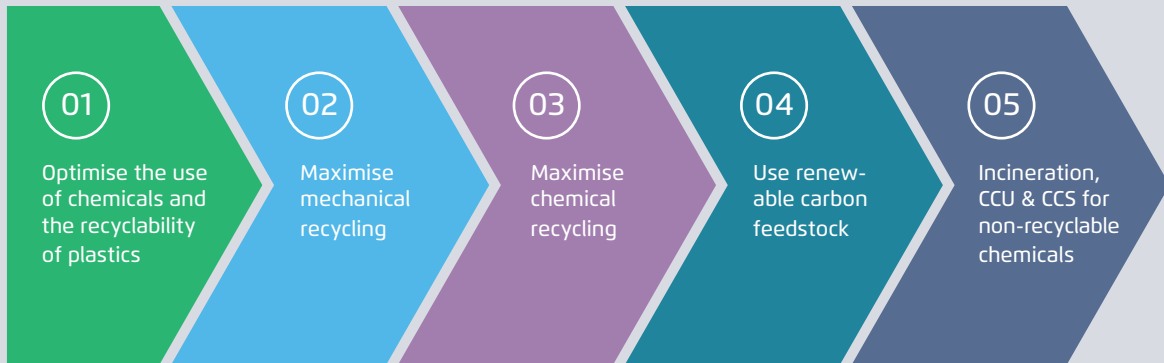 01
Optimise the use
of chemicals and
the recyclability
of plastics
02
Maximise
mechanical
recycling
03
Maximise
chemical
recycling
04
Use renew-
able carbon
feedstock
05
Incineration,
CCU & CCS for
non-recyclable
chemicals